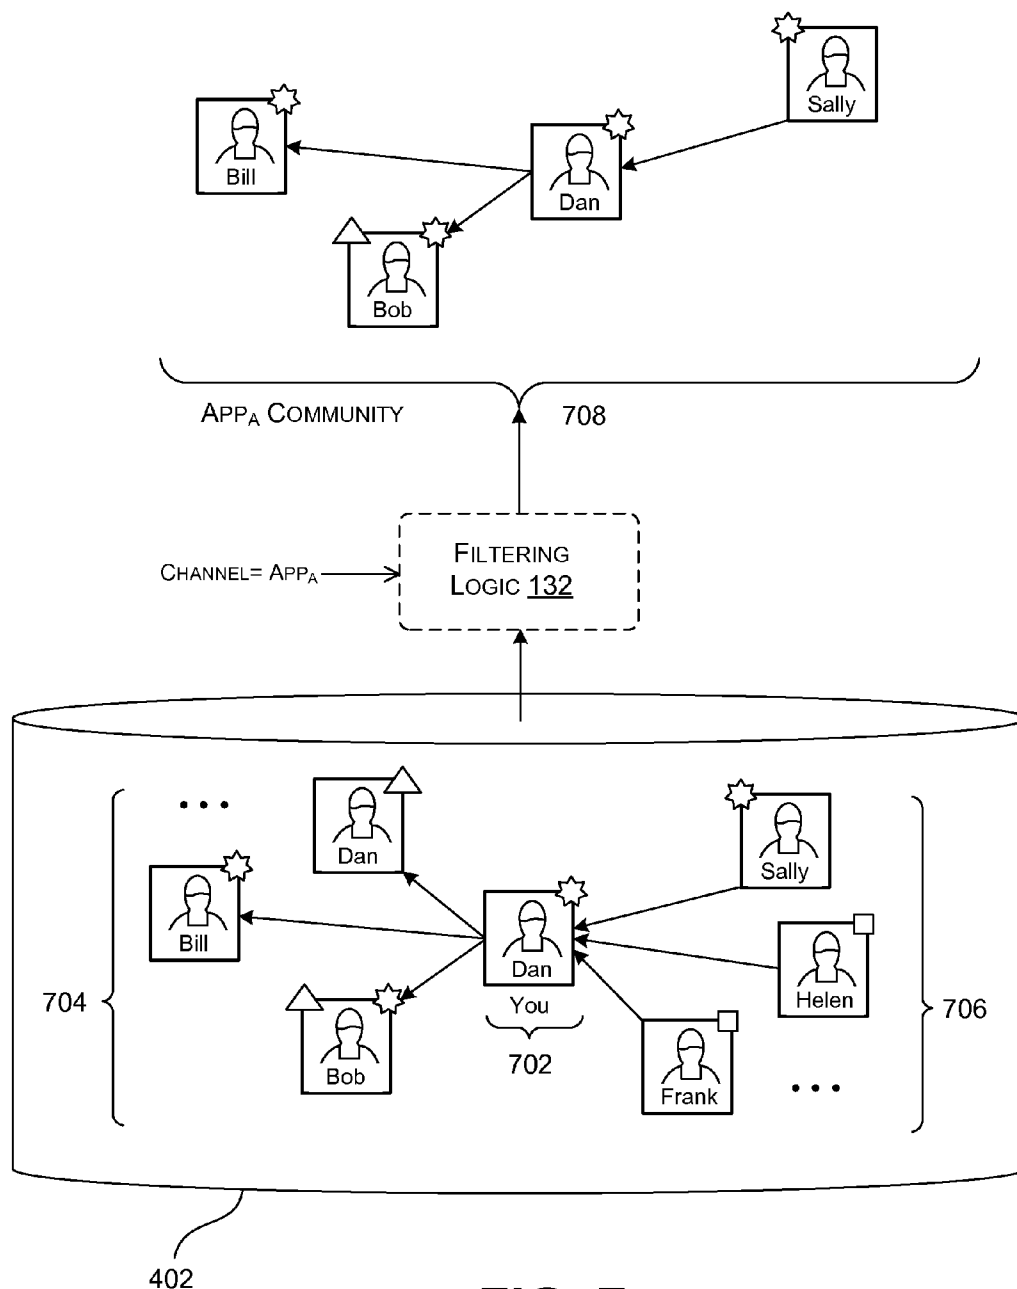 Sally
Bill
Dan
Bob
APPA COMMUNITY 708
FILTERING
CHANNEL= APPA
LOGIC 132
Dan
Sally
Bill
Dan
Helen
704
You
706
Bob
702
Frank
402